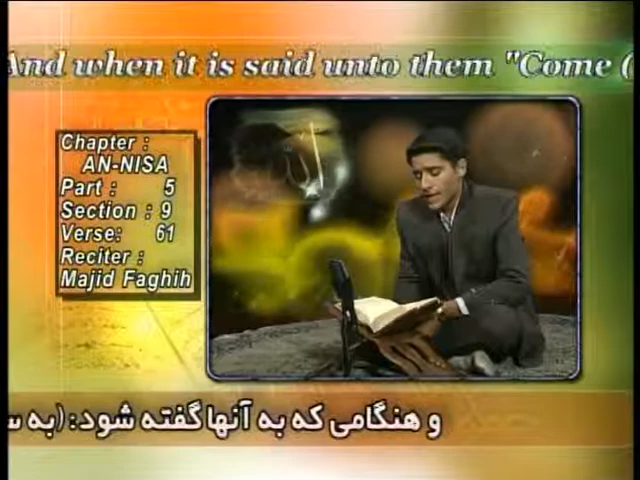 And when it is said unto them "Come (
Chapter :
AN-NISA
Part : 5
Section : 9
Verse: 61
Reciter :
Majid Faghih
و هنگامی که به آنها گفته شود:(به س